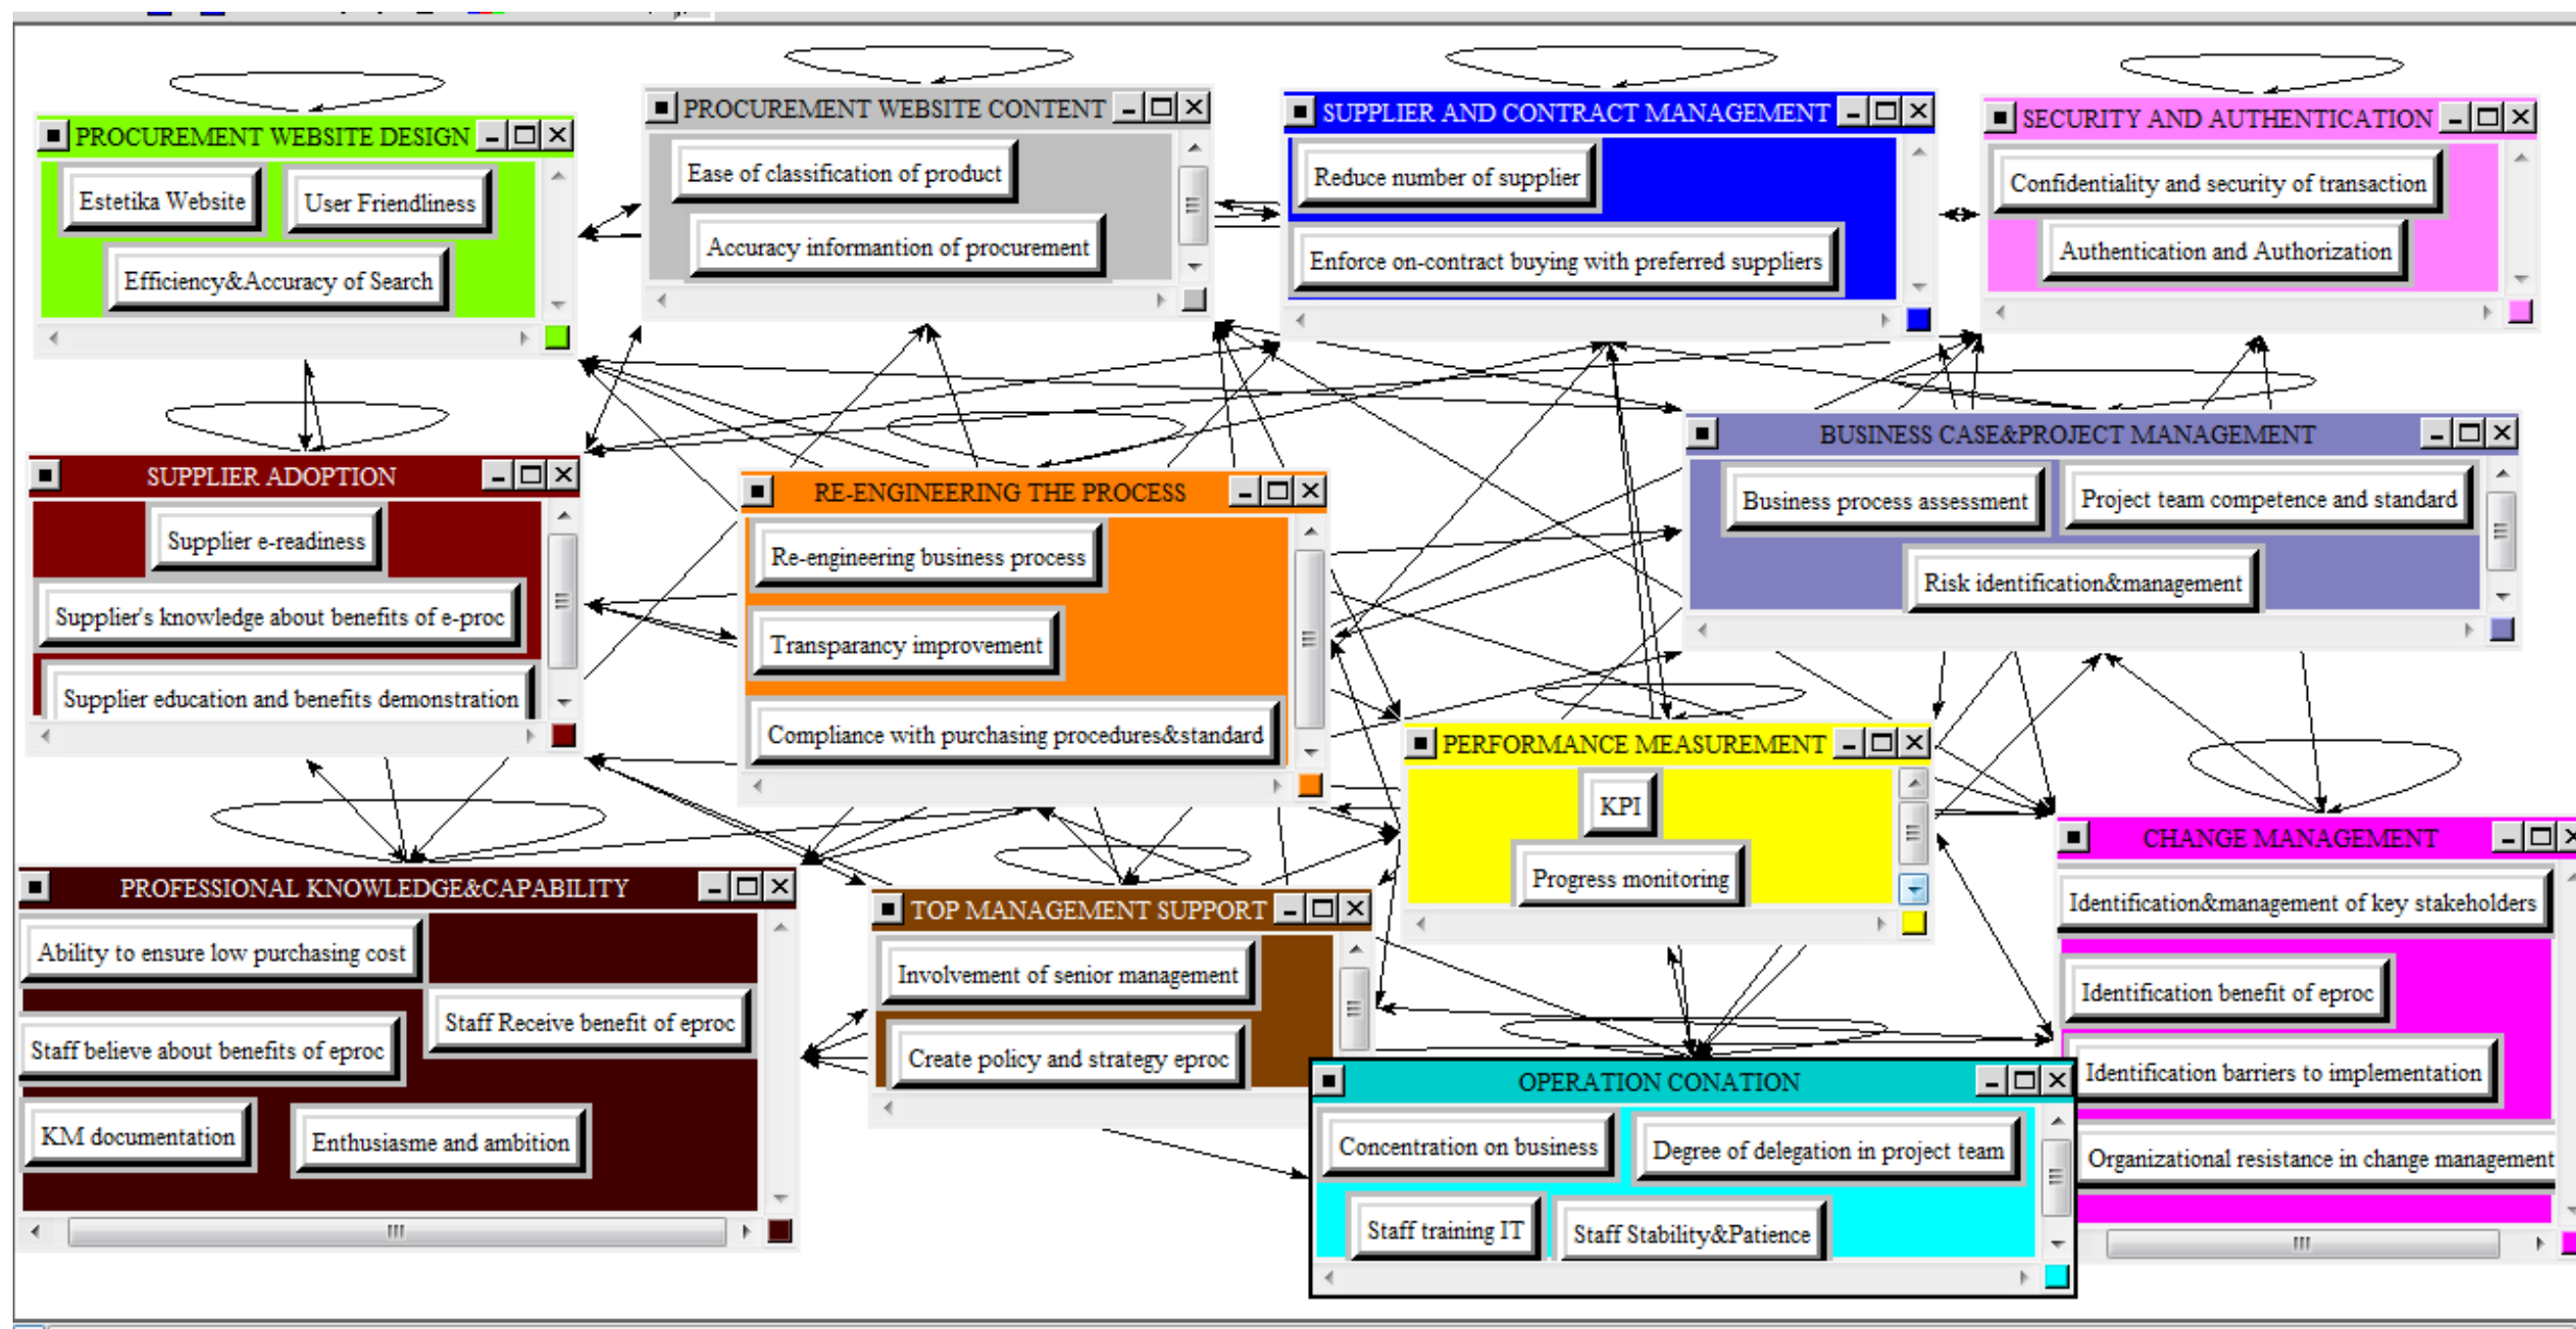 PROCUREMENT WEBSITE DESIGN
Estetika Website
User Friendliness
Efficiency&Accuracy of Search
PROCUREMENT WEBSITE CONTENT
Ease of classification of product
Accuracy informantion of procurement
SUPPLIER AND CONTRACT MANAGEMENT
Reduce number of supplier
Enforce on-contract buying with preferred suppliers
SECURITY AND AUTHENTICATION
Confidentiality and security of transaction
Authentication and Authorization
SUPPLIER ADOPTION
Supplier e-readiness
Supplier's knowledge about benefits of e-proc
Supplier education and benefits demonstration
RE-ENGINEERING THE PROCESS
Re-engineering business process
Transparancy improvement
Compliance with purchasing procedures&standard
BUSINESS CASE&PROJECT MANAGEMENT
Business process assessment
Project team competence and standard
Risk identification&management
PERFORMANCE MEASUREMENT
KPI
Progress monitoring
CHANGE MANAGEMENT
Identification&management of key stakeholders
Identification benefit of eproc
Identification barriers to implementation
Organizational resistance in change management
PROFESSIONAL KNOWLEDGE&CAPABILITY
Ability to ensure low purchasing cost
Staff Receive benefit of eproc
Staff believe about benefits of eproc
KM documentation
Enthusiasme and ambition
TOP MANAGEMENT SUPPORT
Involvement of senior management
Create policy and strategy eproc
OPERATION CONATION
Concentration on business
Degree of delegation in project team
Staff training IT
Staff Stability&Patience